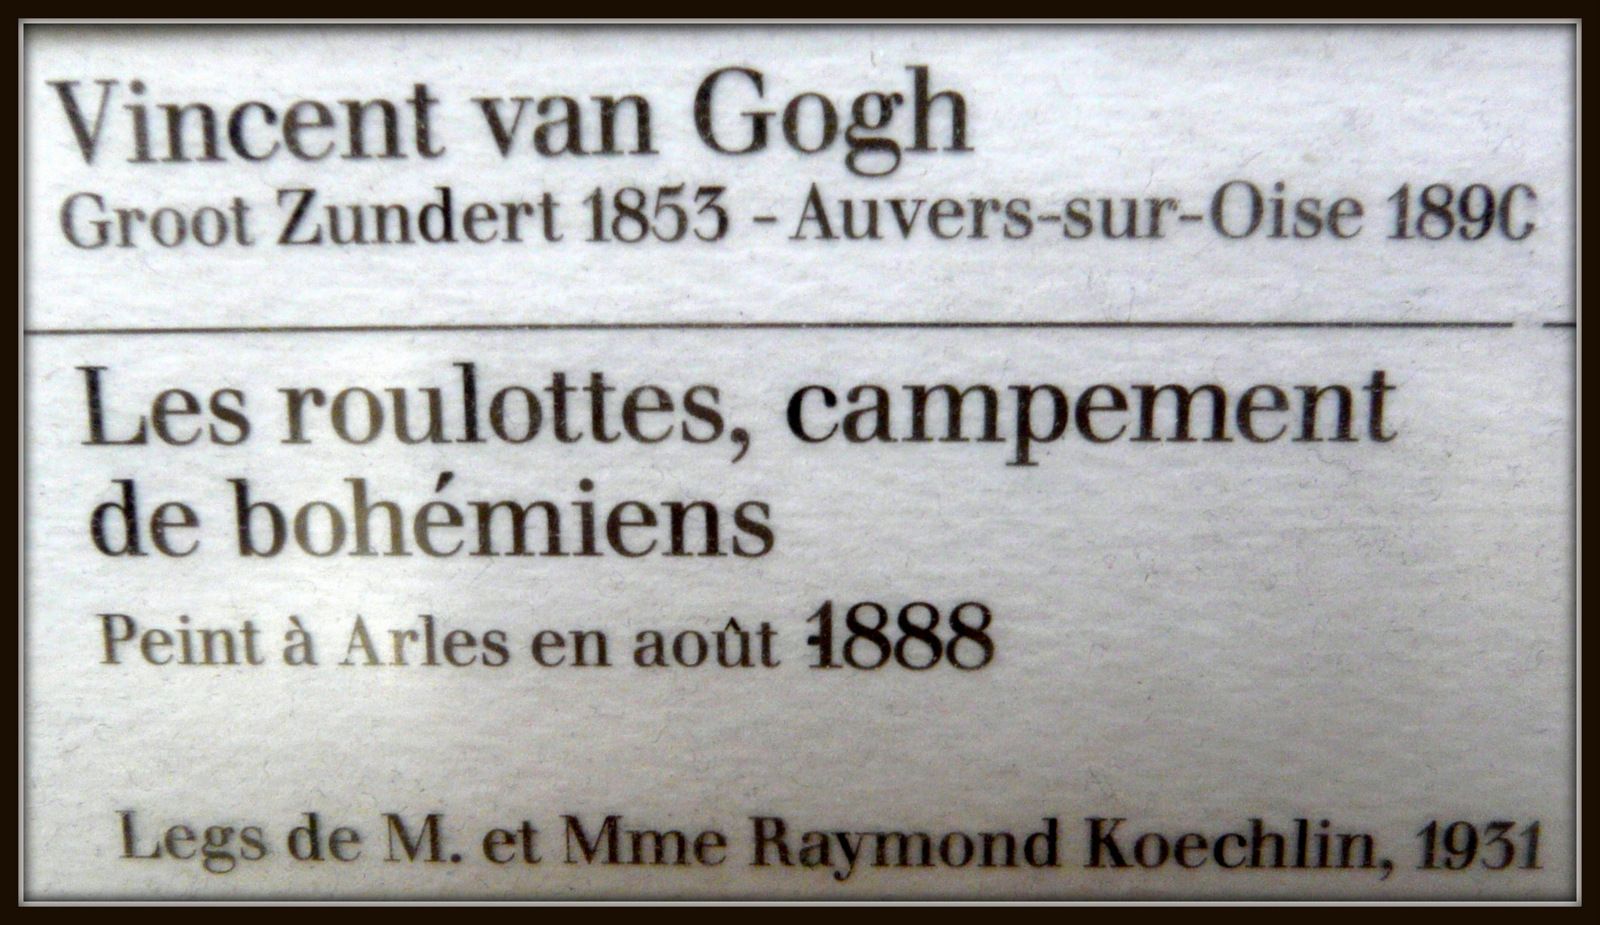 Vincent van Gogh
Groot Zundert 1853 - Auvers-sur-Oise 1890
Les roulottes, campement
de bohémiens
Peint à Arles en août 1888
Legs de M. et Mme Raymond Koechlin, 1931